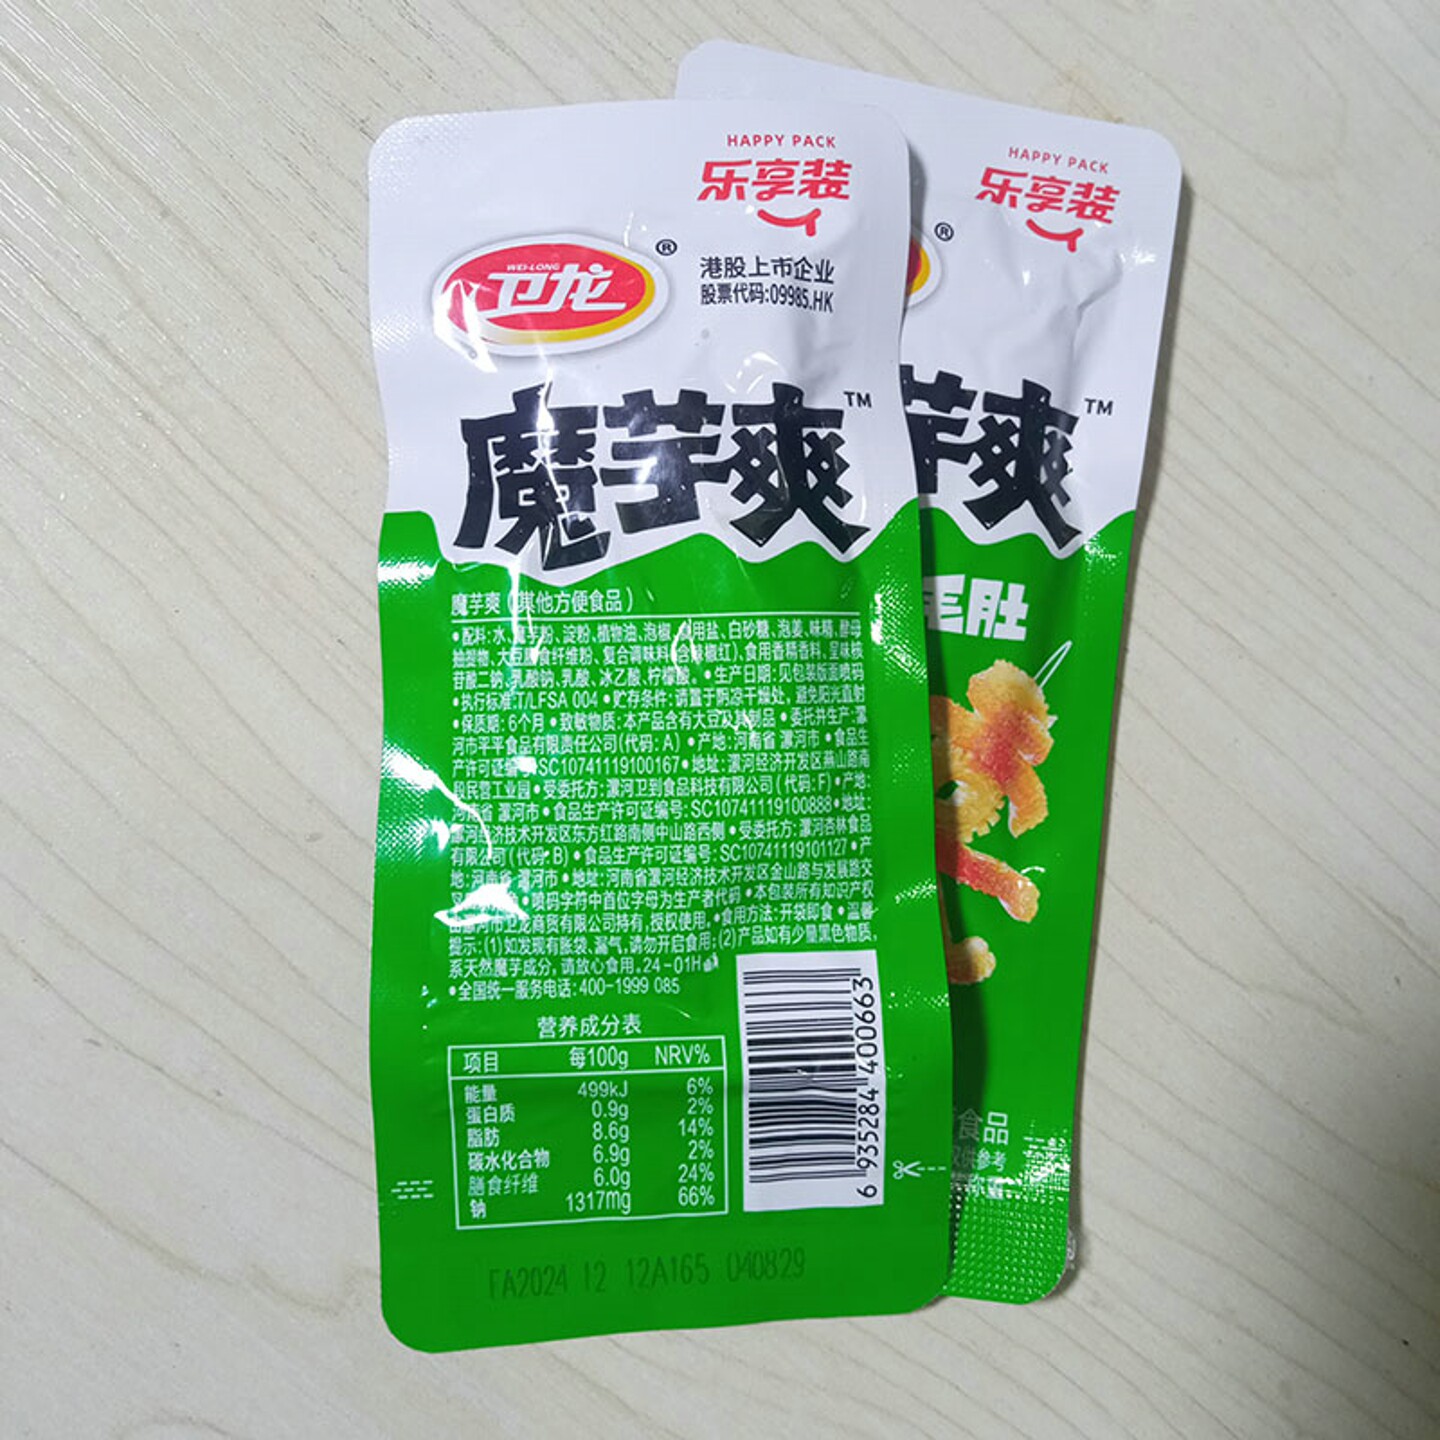 HAPPY PACK
乐享装
WEI-LONG
卫龙®
港股上市企业
股票代码:09985.HK
魔芋爽™
魔芋爽(其他方便食品)
•配料:水、魔芋粉、淀粉、植物油、泡椒、食用盐、白砂糖、泡姜、味精、酵母
抽提物、大豆膳食纤维粉、复合调味料(含辣椒红)、食用香精香料、呈味核
苷酸二钠、乳酸钠、乳酸、冰乙酸、柠檬酸。•生产日期:见包装版面喷码
•执行标准:T/LFSA 004 •贮存条件:请置于阴凉干燥处,避免阳光直射
•保质期:6个月•致敏物质:本产品含有大豆及其制品•委托并生产:漯
河市平平食品有限责任公司(代码:A) •产地:河南省 漯河市 •食品生
产许可证编号:SC10741119100167•地址:漯河经济开发区燕山路南
段民营工业园•受委托方:漯河卫到食品科技有限公司(代码:F)•产地:
河南省 漯河市•食品生产许可证编号:SC10741119100888•地址:
漯河经济技术开发区东方红路南侧中山路西侧•受委托方:漯河杏林食品
有限公司(代码:B) •食品生产许可证编号:SC10741119101127•产
地:河南省 漯河市•地址:河南省漯河经济技术开发区金山路与发展路交
叉 •喷码字符中首位字母为生产者代码•本包装所有知识产权
由漯河市卫龙商贸有限公司持有,授权使用。•食用方法:开袋即食•温馨
提示:(1)如发现有胀袋、漏气,请勿开启食用;(2)产品如有少量黑色物质,
系天然魔芋成分,请放心食用。24-01H
•全国统一服务电话:400-1999 085
营养成分表
项目 每100g NRV%
能量 499kJ 6%
蛋白质 0.9g 2%
脂肪 8.6g 14%
碳水化合物 6.9g 2%
膳食纤维 6.0g 24%
钠 1317mg 66%
6 935284 400663
FA2024 12 12A165 040829
HAPPY PACK
乐享装
®
芋爽™
毛肚
食品
仅供参考